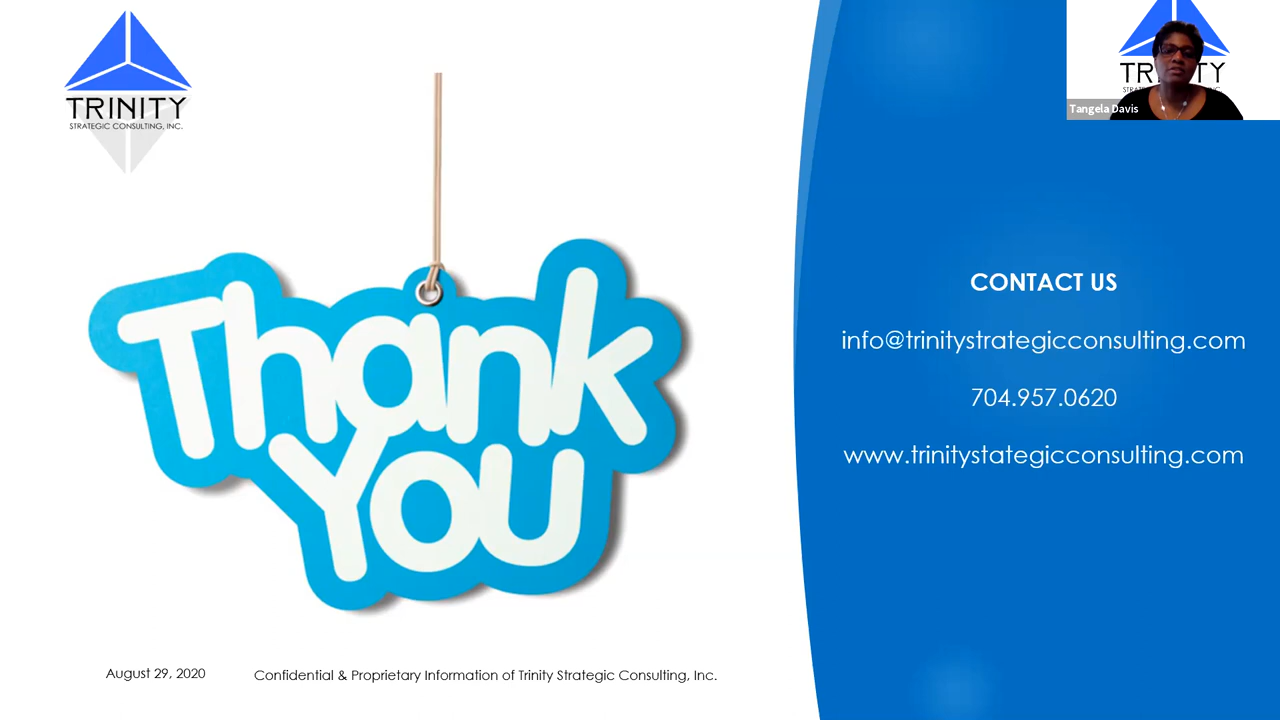 TRINITY
STRATEGIC CONSULTING, INC.
Thank
You
CONTACT US
info@trinitystrategicconsulting.com
704.957.0620
www.trinitystategicconsulting.com
TRINITY
Tangela Davis
August 29, 2020
Confidential & Proprietary Information of Trinity Strategic Consulting, Inc.